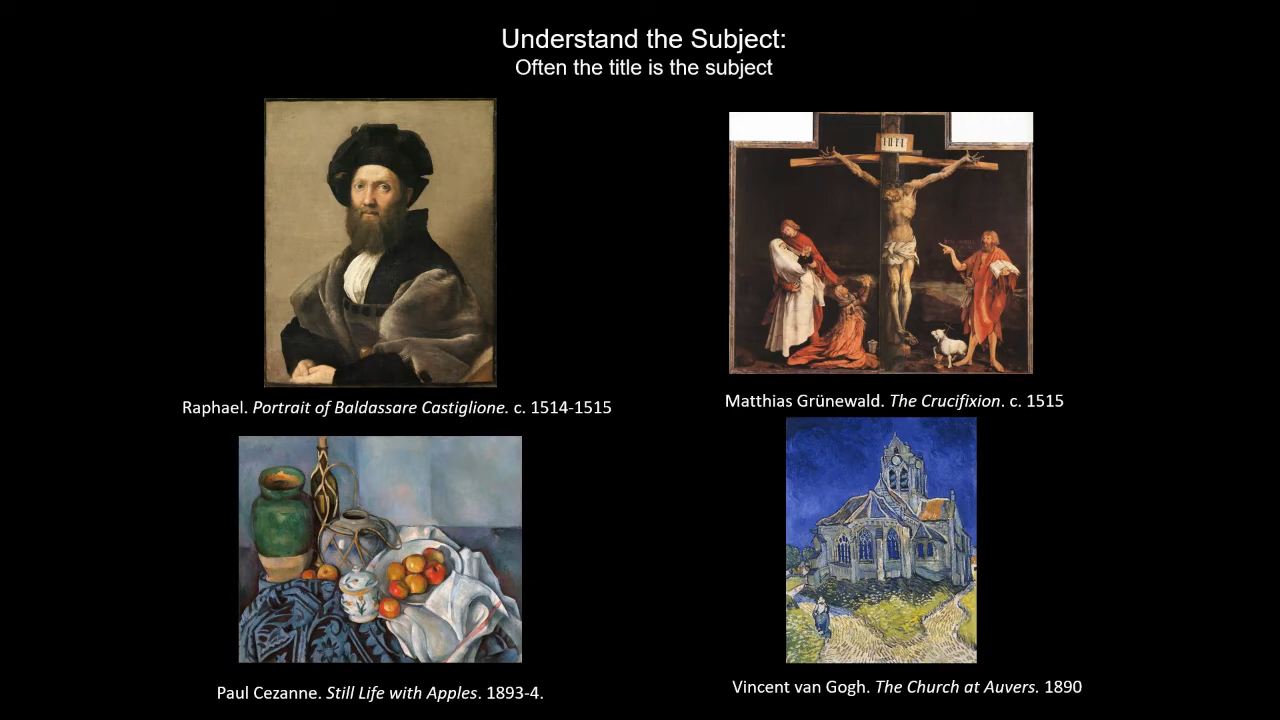 Understand the Subject:
Often the title is the subject
Raphael. Portrait of Baldassare Castiglione. c. 1514-1515
Matthias Grünewald. The Crucifixion. c. 1515
Paul Cezanne. Still Life with Apples. 1893-4.
Vincent van Gogh. The Church at Auvers. 1890